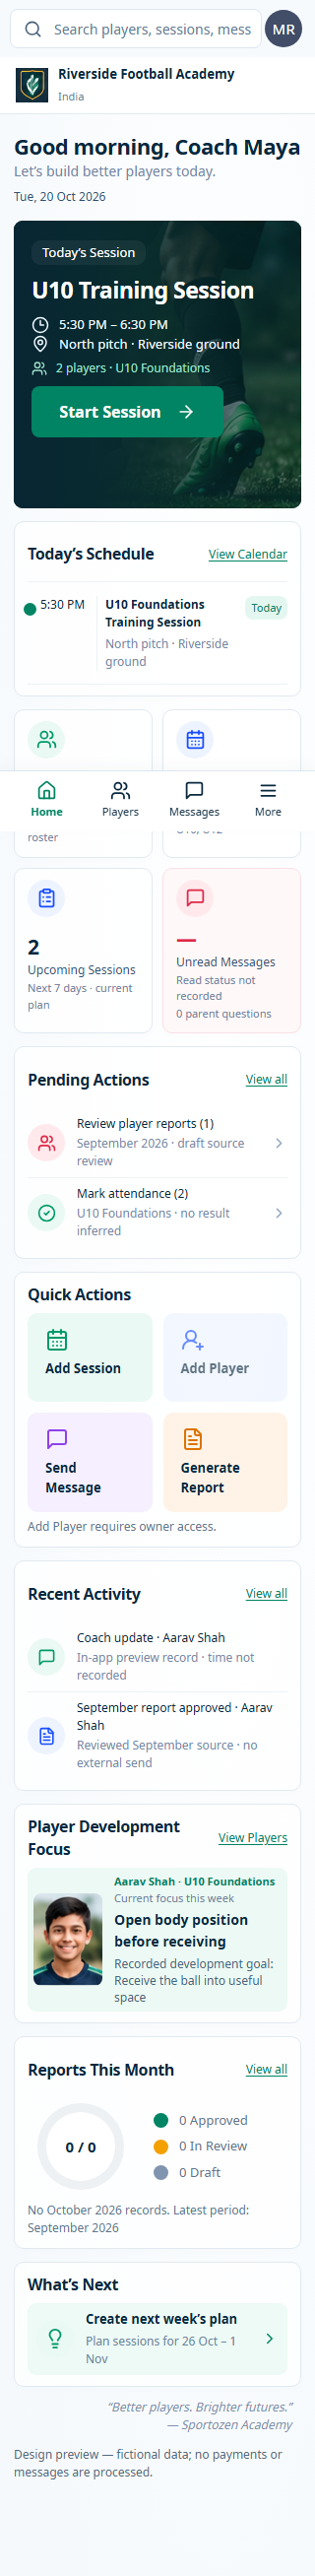 Search players, sessions, mess
MR
Riverside Football Academy
India
Good morning, Coach Maya
Let's build better players today.
Tue, 20 Oct 2026
Today's Session
U10 Training Session
5:30 PM – 6:30 PM
North pitch · Riverside ground
2 players · U10 Foundations
Start Session
Today's Schedule
View Calendar
5:30 PM
U10 Foundations
Training Session
Today
North pitch · Riverside
ground
Home
Players
Messages
More
roster
2
Upcoming Sessions
Next 7 days · current
plan
—
Unread Messages
Read status not
recorded
0 parent questions
Pending Actions
View all
Review player reports (1)
September 2026 · draft source
review
Mark attendance (2)
U10 Foundations · no result
inferred
Quick Actions
Add Session
Add Player
Send
Message
Generate
Report
Add Player requires owner access.
Recent Activity
View all
Coach update · Aarav Shah
In-app preview record · time not
recorded
September report approved · Aarav
Shah
Reviewed September source · no
external send
Player Development
Focus
View Players
Aarav Shah · U10 Foundations
Current focus this week
Open body position
before receiving
Recorded development goal:
Receive the ball into useful
space
Reports This Month
View all
0 / 0
0 Approved
0 In Review
0 Draft
No October 2026 records. Latest period:
September 2026
What's Next
Create next week's plan
Plan sessions for 26 Oct – 1
Nov
“Better players. Brighter futures.”
— Sportozen Academy
Design preview — fictional data; no payments or
messages are processed.